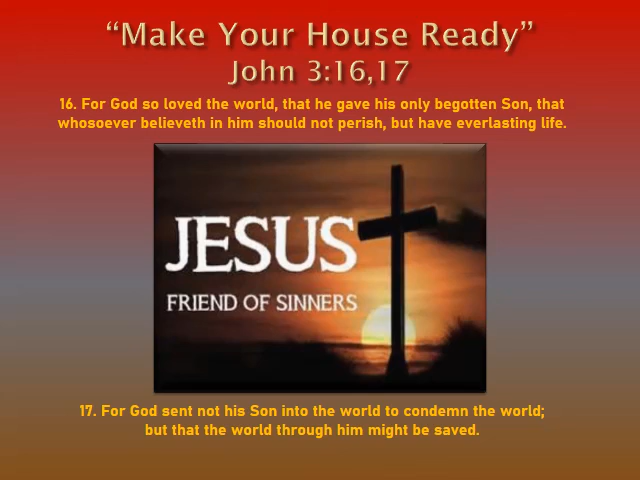 “Make Your House Ready”
John 3:16,17
16. For God so loved the world, that he gave his only begotten Son, that
whosoever believeth in him should not perish, but have everlasting life.
JESUS
FRIEND OF SINNERS
17. For God sent not his Son into the world to condemn the world;
but that the world through him might be saved.